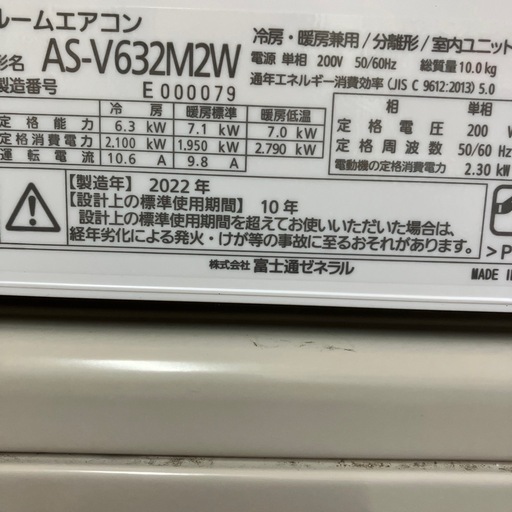 ルームエアコン
形名 AS-V632M2W
製造番号 E 000079
冷房・暖房兼用/分離形/室内ユニット
電源 単相 200V 50/60Hz 総質量 10.0kg
通年エネルギー消費効率(JIS C 9612:2013) 5.0
冷房 暖房標準 暖房低温
定格能力 6.3 kW 7.1 kW 7.0 kW
定格消費電力 2,100 kW 1,950 kW 2.790 kW
運転電流 10.6 A 9.8 A
相 単相
定格電圧 200
定格周波数 50/60 Hz
電動機の定格消費電力 2.30 kW
【製造年】2022年
【設計上の標準使用期間】10年
設計上の標準使用期間を超えてお使いいただいた場合は、
経年劣化による発火・けが等の事故に至るおそれがあります。
株式会社 富士通ゼネラル
>P
MADE I